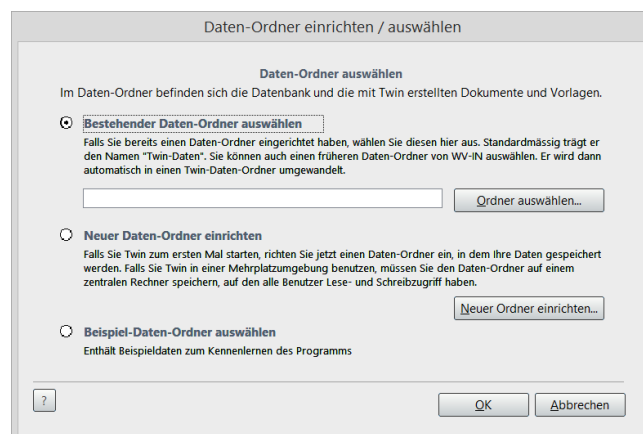 Daten-Ordner einrichten / auswählen
Daten-Ordner auswählen
Im Daten-Ordner befinden sich die Datenbank und die mit Twin erstellten Dokumente und Vorlagen.
Bestehender Daten-Ordner auswählen
Falls Sie bereits einen Daten-Ordner eingerichtet haben, wählen Sie diesen hier aus. Standardmässig trägt er
den Namen "Twin-Daten". Sie können auch einen früheren Daten-Ordner von WV-IN auswählen. Er wird dann
automatisch in einen Twin-Daten-Ordner umgewandelt.
Ordner auswählen...
Neuer Daten-Ordner einrichten
Falls Sie Twin zum ersten Mal starten, richten Sie jetzt einen Daten-Ordner ein, in dem Ihre Daten gespeichert
werden. Falls Sie Twin in einer Mehrplatzumgebung benutzen, müssen Sie den Daten-Ordner auf einem
zentralen Rechner speichern, auf den alle Benutzer Lese- und Schreibzugriff haben.
Neuer Ordner einrichten...
Beispiel-Daten-Ordner auswählen
Enthält Beispieldaten zum Kennenlernen des Programms
?
OK
Abbrechen